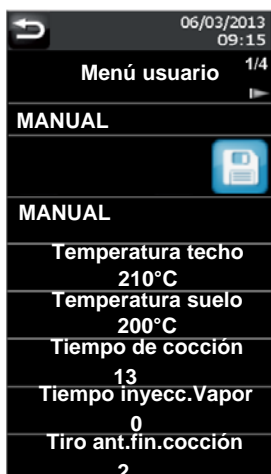 06/03/2013
09:15
Menú usuario 1/4
MANUAL
MANUAL
Temperatura techo
210°C
Temperatura suelo
200°C
Tiempo de cocción
13
Tiempo inyecc.Vapor
0
Tiro ant.fin.cocción
2